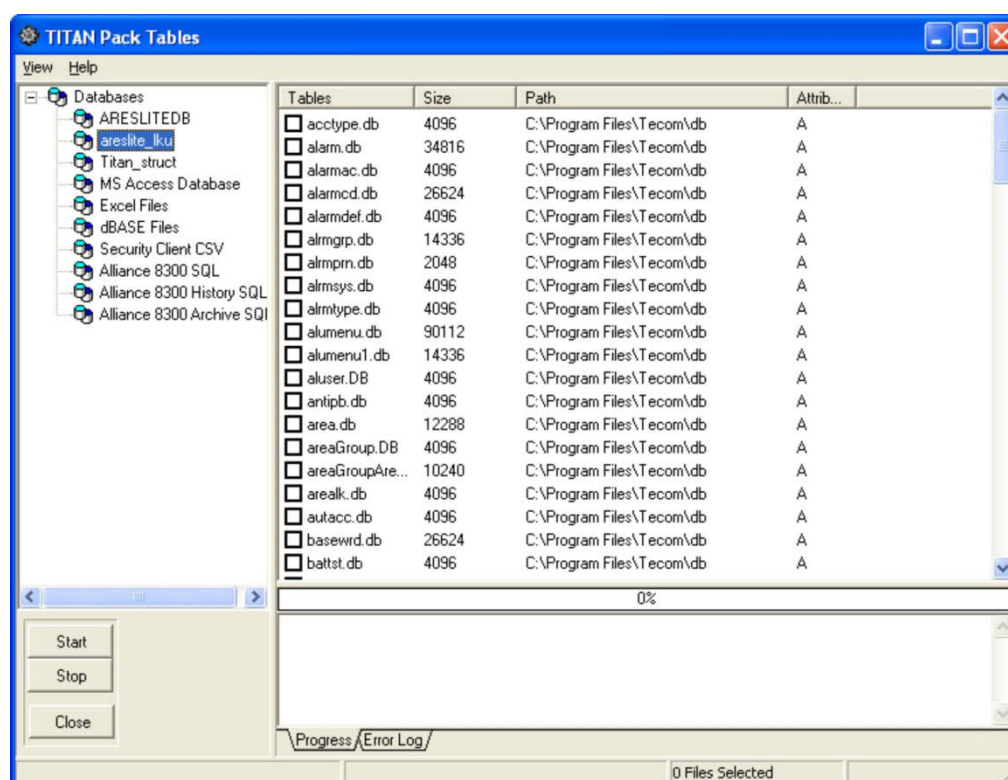 TITAN Pack Tables
View Help
Databases
ARESLITEDB
areslite_lku
Titan_struct
MS Access Database
Excel Files
dBASE Files
Security Client CSV
Alliance 8300 SQL
Alliance 8300 History SQL
Alliance 8300 Archive SQl
Tables Size Path Attrib...
acctype.db 4096 C:\Program Files\Tecom\db A
alarm.db 34816 C:\Program Files\Tecom\db A
alarmac.db 4096 C:\Program Files\Tecom\db A
alarmcd.db 26624 C:\Program Files\Tecom\db A
alarmdef.db 4096 C:\Program Files\Tecom\db A
alrmgrp.db 14336 C:\Program Files\Tecom\db A
alrmprn.db 2048 C:\Program Files\Tecom\db A
alrmsys.db 4096 C:\Program Files\Tecom\db A
alrmtype.db 4096 C:\Program Files\Tecom\db A
alumenu.db 90112 C:\Program Files\Tecom\db A
alumenu1.db 14336 C:\Program Files\Tecom\db A
aluser.DB 4096 C:\Program Files\Tecom\db A
antipb.db 4096 C:\Program Files\Tecom\db A
area.db 12288 C:\Program Files\Tecom\db A
areaGroup.DB 4096 C:\Program Files\Tecom\db A
areaGroupAre... 10240 C:\Program Files\Tecom\db A
arealk.db 4096 C:\Program Files\Tecom\db A
autacc.db 4096 C:\Program Files\Tecom\db A
basewrd.db 26624 C:\Program Files\Tecom\db A
battst.db 4096 C:\Program Files\Tecom\db A
0%
Start
Stop
Close
Progress Error Log
0 Files Selected